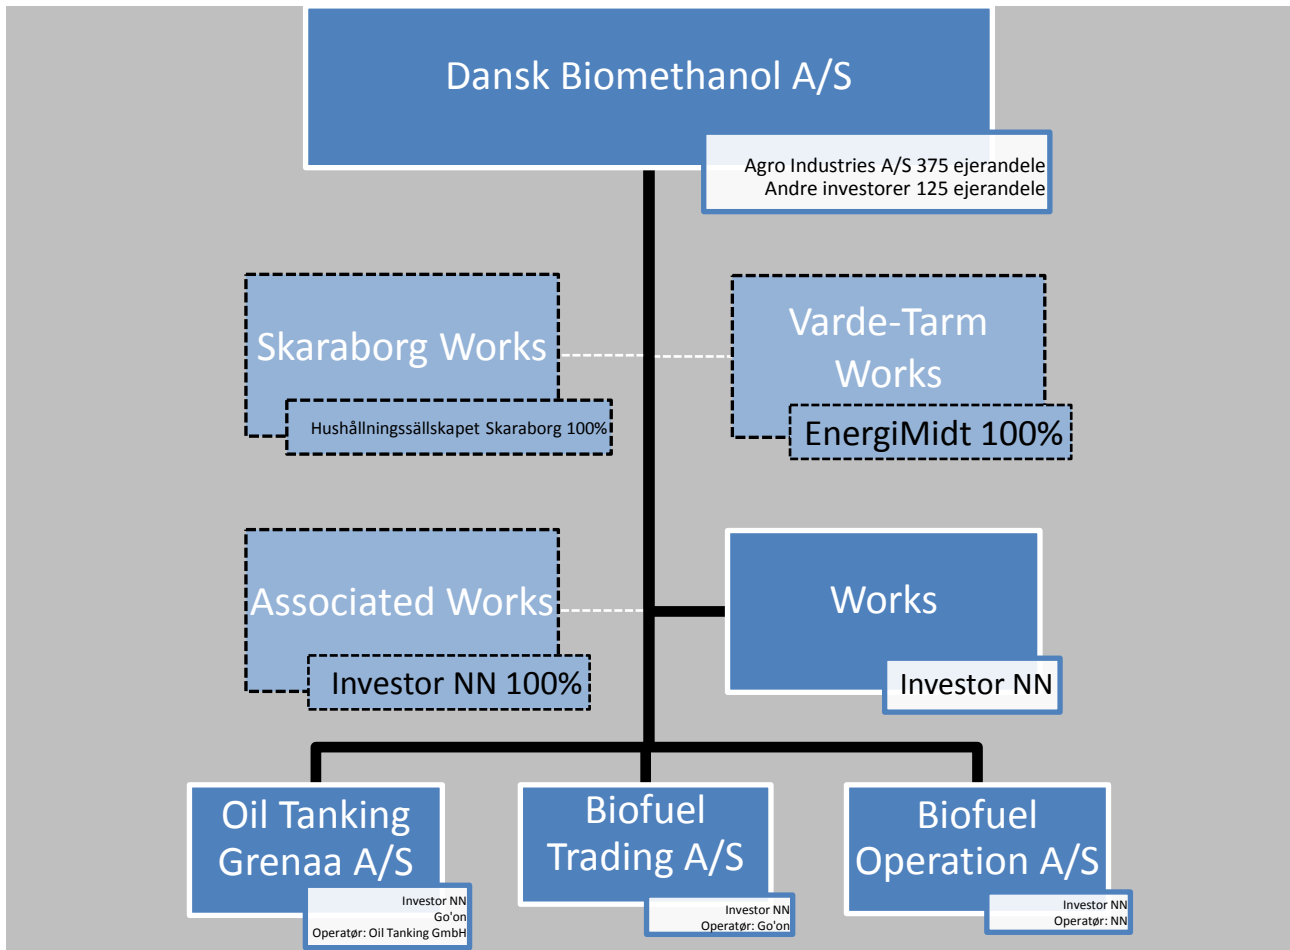 Dansk Biomethanol A/S
Agro Industries A/S 375 ejerandele
Andre investorer 125 ejerandele
Skaraborg Works
Hushållningssällskapet Skaraborg 100%
Varde-Tarm
Works
EnergiMidt 100%
Associated Works
Investor NN 100%
Works
Investor NN
Oil Tanking
Grenaa A/S
Investor NN
Go'on
Operatør: Oil Tanking GmbH
Biofuel
Trading A/S
Investor NN
Operatør: Go'on
Biofuel
Operation A/S
Investor NN
Operatør: NN